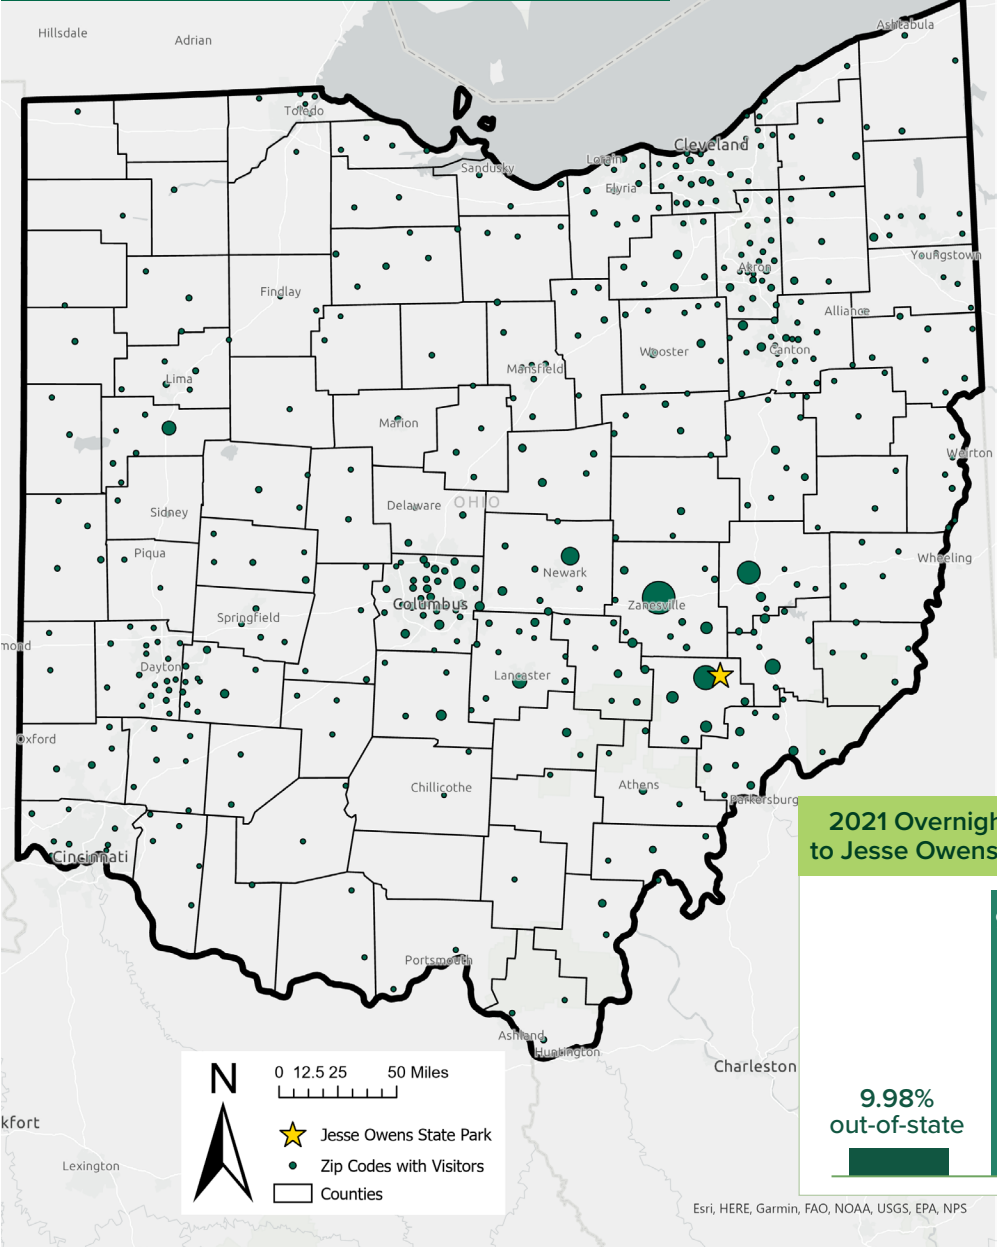 Hillsdale
Adrian
Ashtabula
Toledo
Cleveland
Sandusky
Lorain
Elyria
Akron
Youngstown
Findlay
Alliance
Wooster
Canton
Mansfield
Lima
Marion
Weirton
Delaware
OHIO
Sidney
Piqua
Newark
Wheeling
Columbus
Zanesville
Springfield
mond
Dayton
Lancaster
Oxford
Chillicothe
Athens
Parkersburg
Cincinnati
Portsmouth
Ashland
Huntington
Charleston
kfort
Lexington
2021 Overnigh
to Jesse Owens
9.98%
out-of-state
N
0 12.5 25 50 Miles
Jesse Owens State Park
Zip Codes with Visitors
Counties
Esri, HERE, Garmin, FAO, NOAA, USGS, EPA, NPS